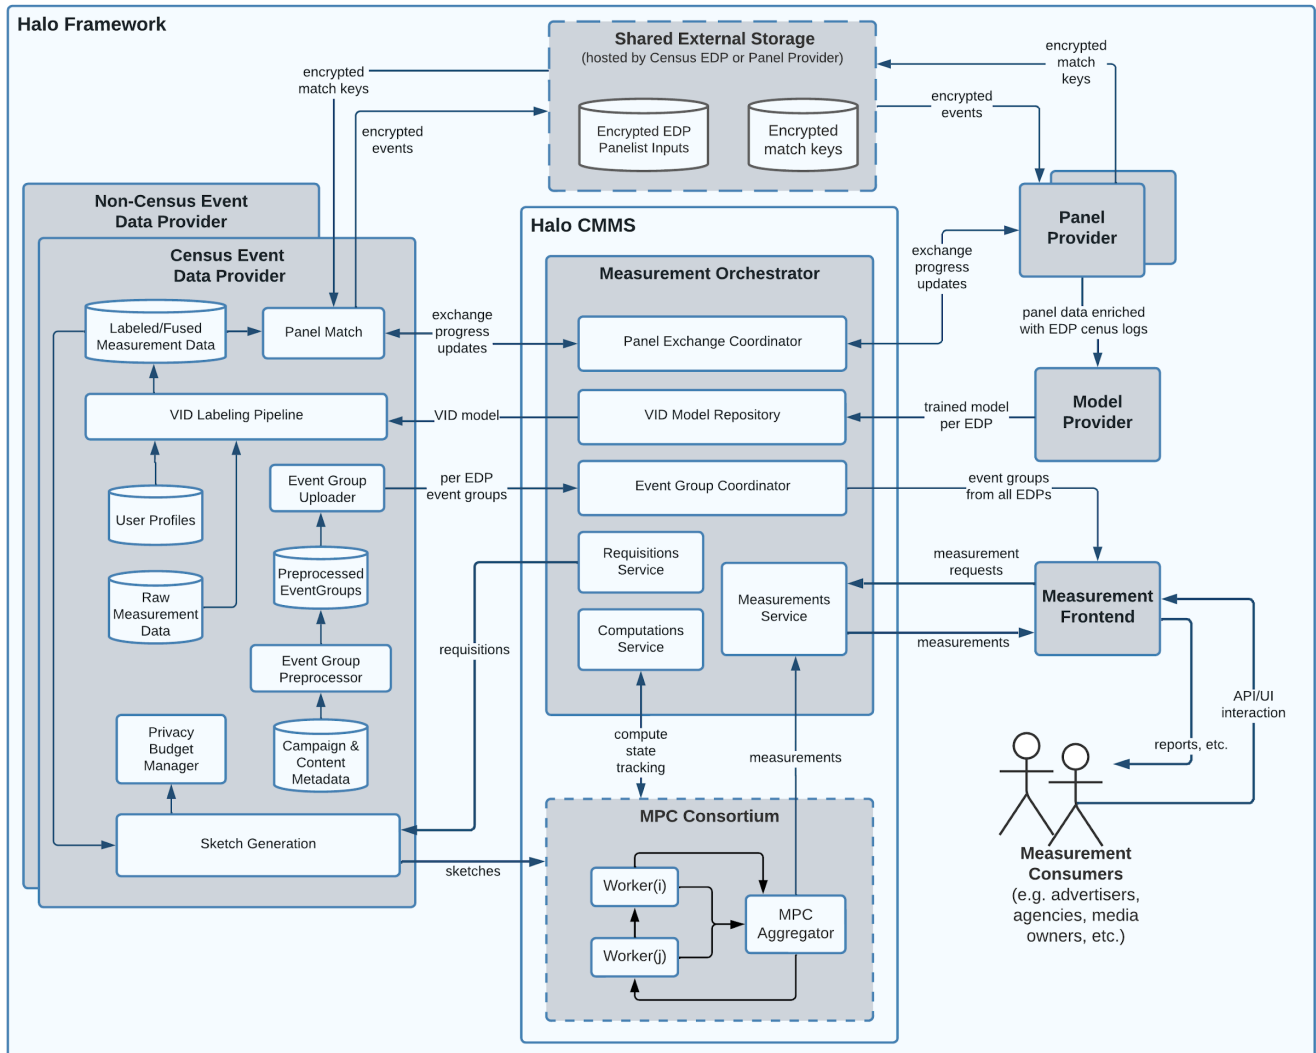 Halo Framework
Shared External Storage
(hosted by Census EDP or Panel Provider)
Encrypted EDP
Panelist Inputs
Encrypted
match keys
encrypted
match keys
encrypted
events
encrypted
match
keys
encrypted
events
Non-Census Event
Data Provider
Census Event
Data Provider
Labeled/Fused
Measurement Data
Panel Match
VID Labeling Pipeline
User Profiles
Raw
Measurement
Data
Event Group
Uploader
Preprocessed
EventGroups
Event Group
Preprocessor
Campaign &
Content
Metadata
Privacy
Budget
Manager
Sketch Generation
exchange
progress
updates
VID model
per EDP
event groups
requisitions
sketches
Halo CMMS
Measurement Orchestrator
Panel Exchange Coordinator
VID Model Repository
Event Group Coordinator
Requisitions
Service
Computations
Service
Measurements
Service
compute
state
tracking
measurements
MPC Consortium
Worker(i)
Worker(j)
MPC
Aggregator
exchange
progress
updates
Panel
Provider
panel data enriched
with EDP cenus logs
Model
Provider
trained model
per EDP
event groups
from all EDPs
measurement
requests
Measurement
Frontend
measurements
API/UI
interaction
reports, etc.
Measurement
Consumers
(e.g. advertisers,
agencies, media
owners, etc.)